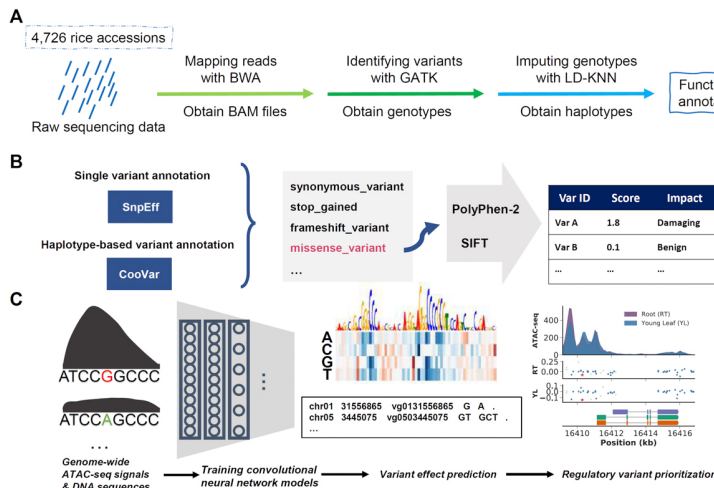 A
4,726 rice accessions
Raw sequencing data
Mapping reads
with BWA
Obtain BAM files
Identifying variants
with GATK
Obtain genotypes
Imputing genotypes
with LD-KNN
Obtain haplotypes
Funct
annota
B
Single variant annotation
SnpEff
Haplotype-based variant annotation
CooVar
synonymous_variant
stop_gained
frameshift_variant
missense_variant
...
PolyPhen-2
SIFT
Var ID Score Impact
Var A 1.8 Damaging
Var B 0.1 Benign
... ... ...
C
ATCCGGCCC
ATCCAGCCC
...
Genome-wide
ATAC-seq signals
& DNA sequences
...
Training convolutional
neural network models
A
C
G
T
chr01 31556865 vg0131556865 G A .
chr05 3445075 vg0503445075 GT GCT .
...
Variant effect prediction
ATAC-seq
Root (RT)
Young Leaf (YL)
RT
0.25
0.00
YL
0.1
0.0
16410 16412 16414 16416
Position (kb)
Regulatory variant prioritization